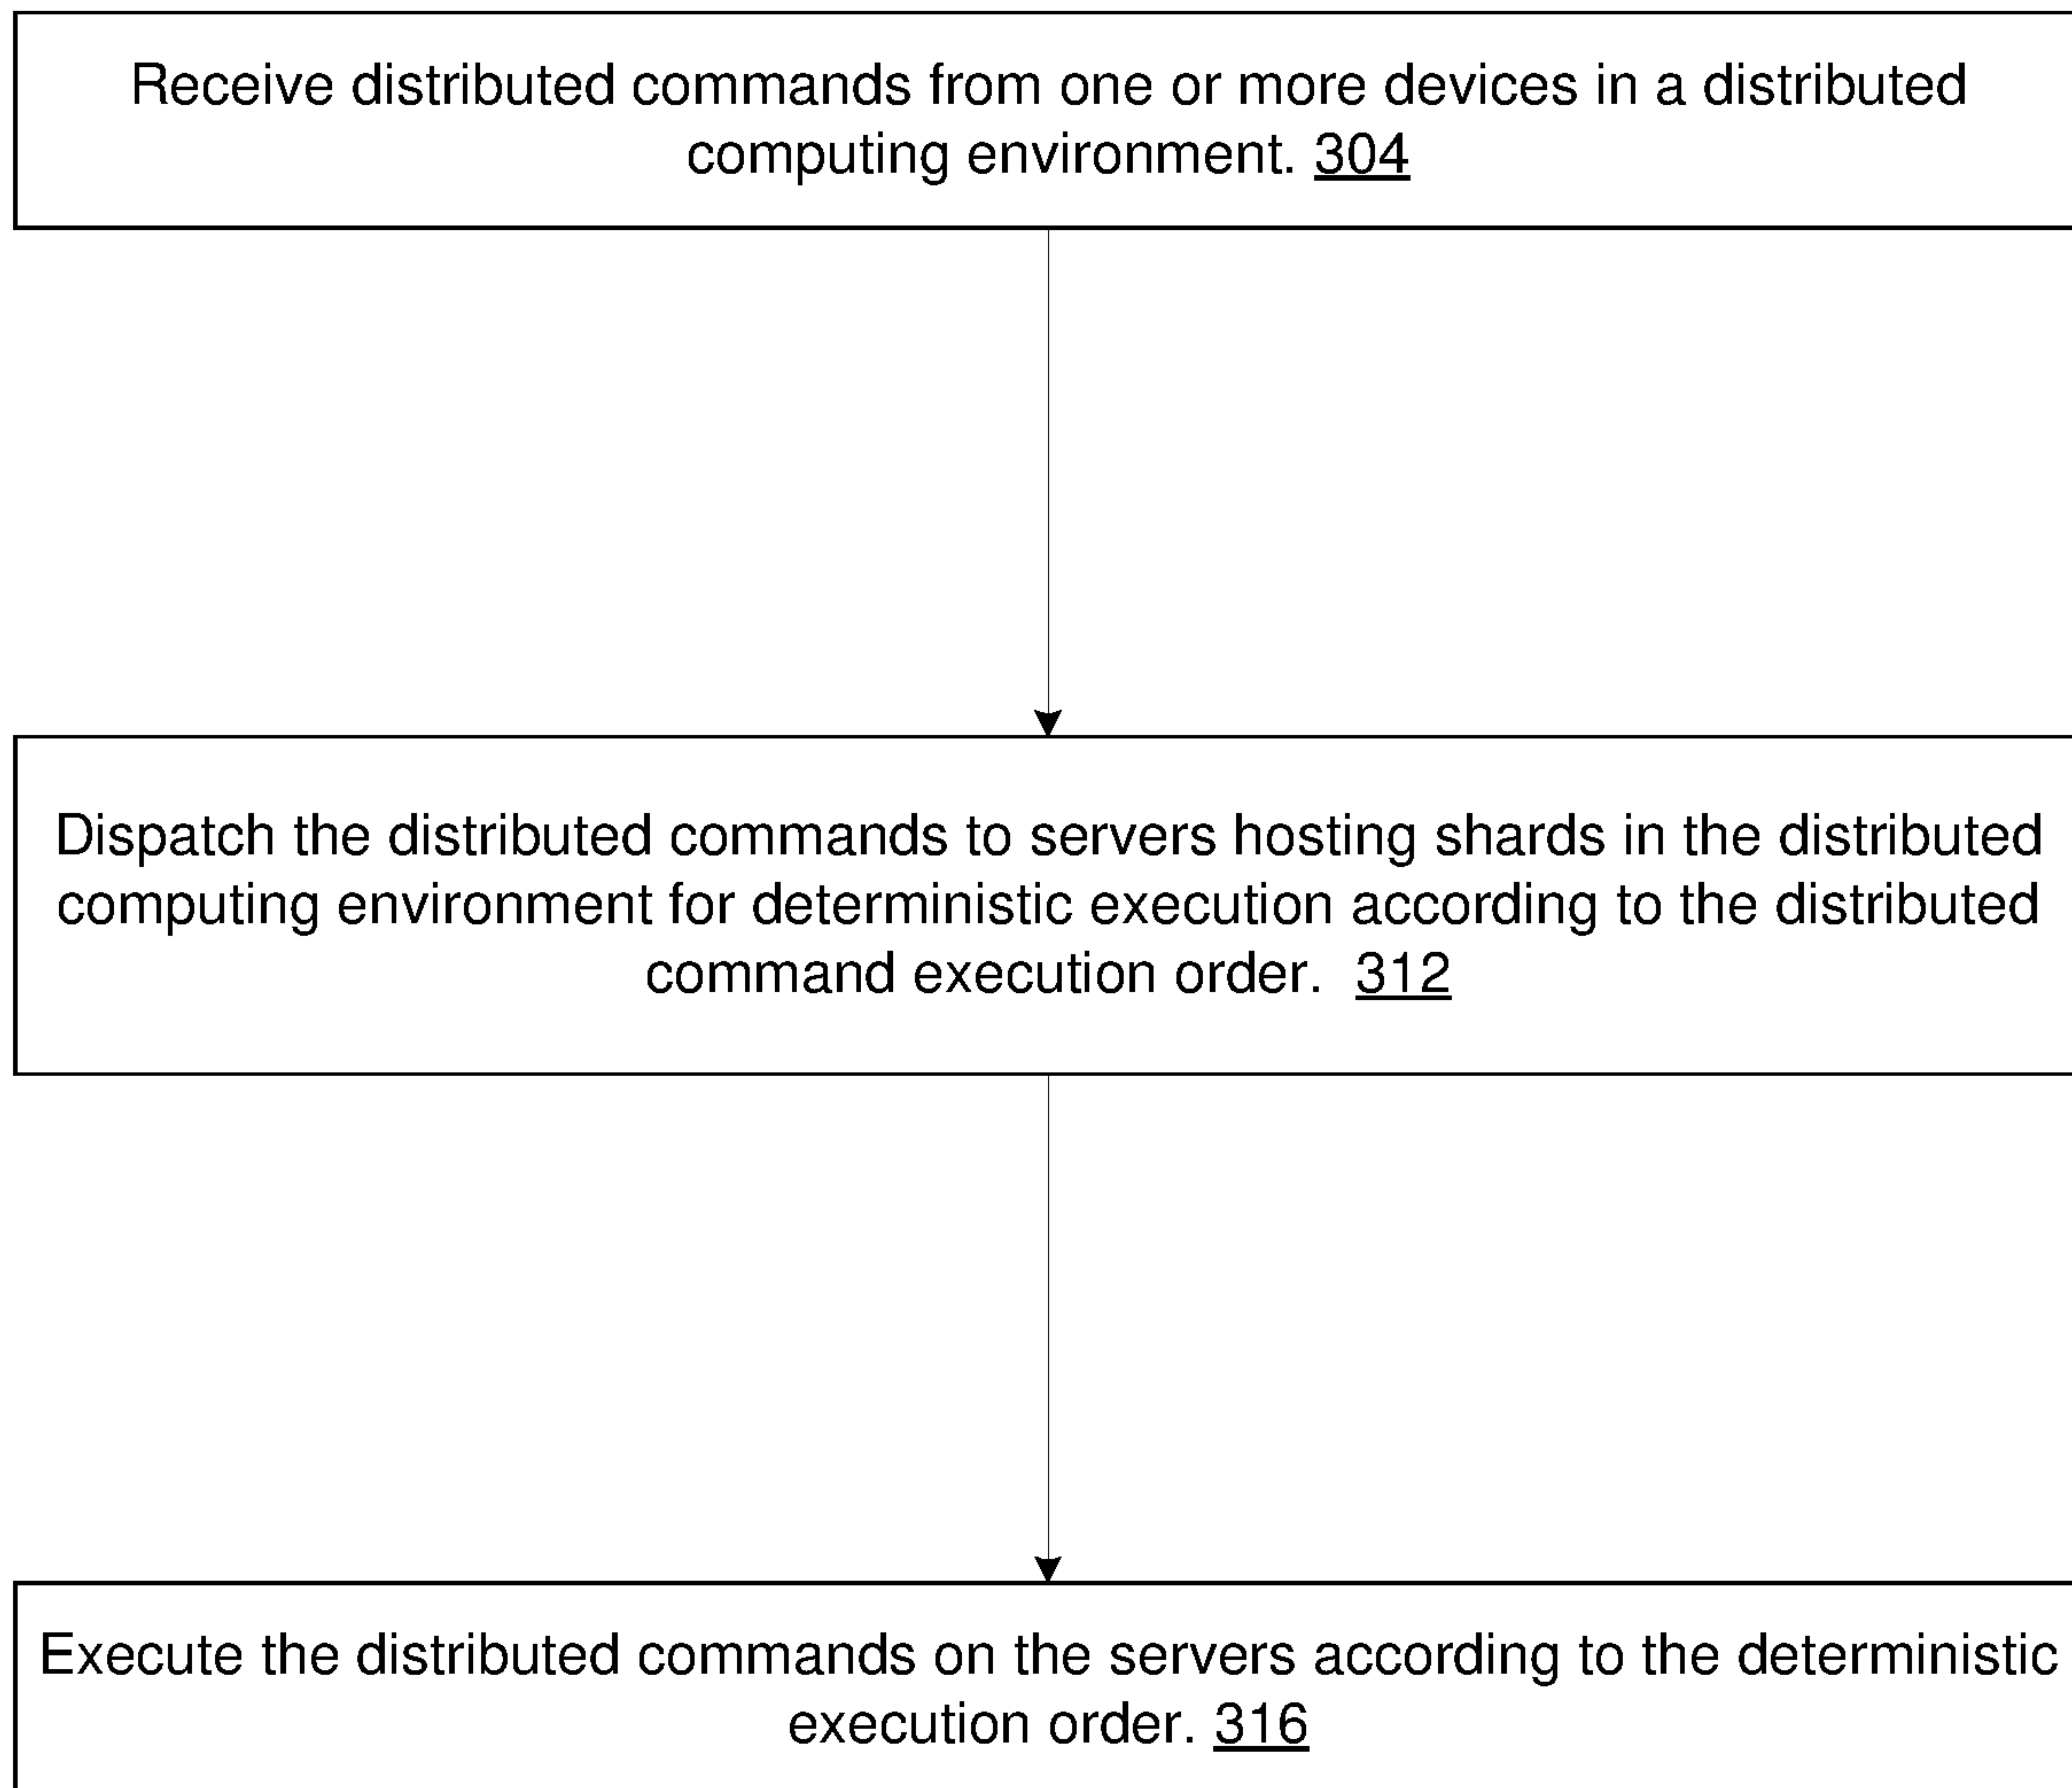 Receive distributed commands from one or more devices in a distributed
computing environment. 304
Dispatch the distributed commands to servers hosting shards in the distributed
computing environment for deterministic execution according to the distributed
command execution order. 312
Execute the distributed commands on the servers according to the deterministic
execution order. 316